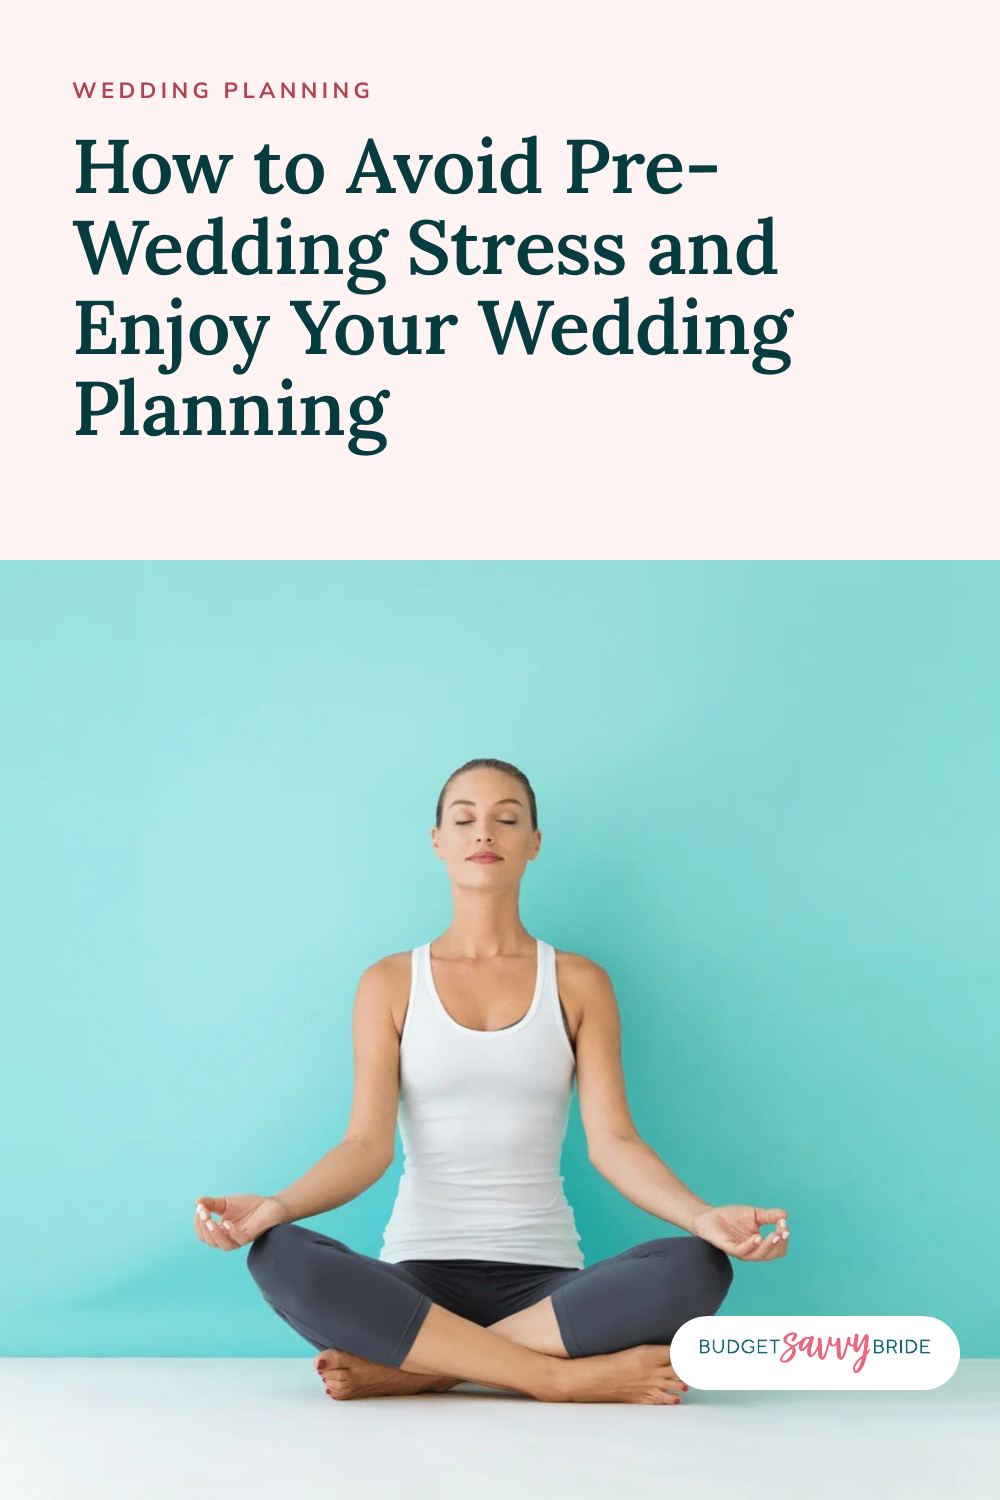 WEDDING PLANNING
How to Avoid Pre-
Wedding Stress and
Enjoy Your Wedding
Planning
BUDGET savvy BRIDE